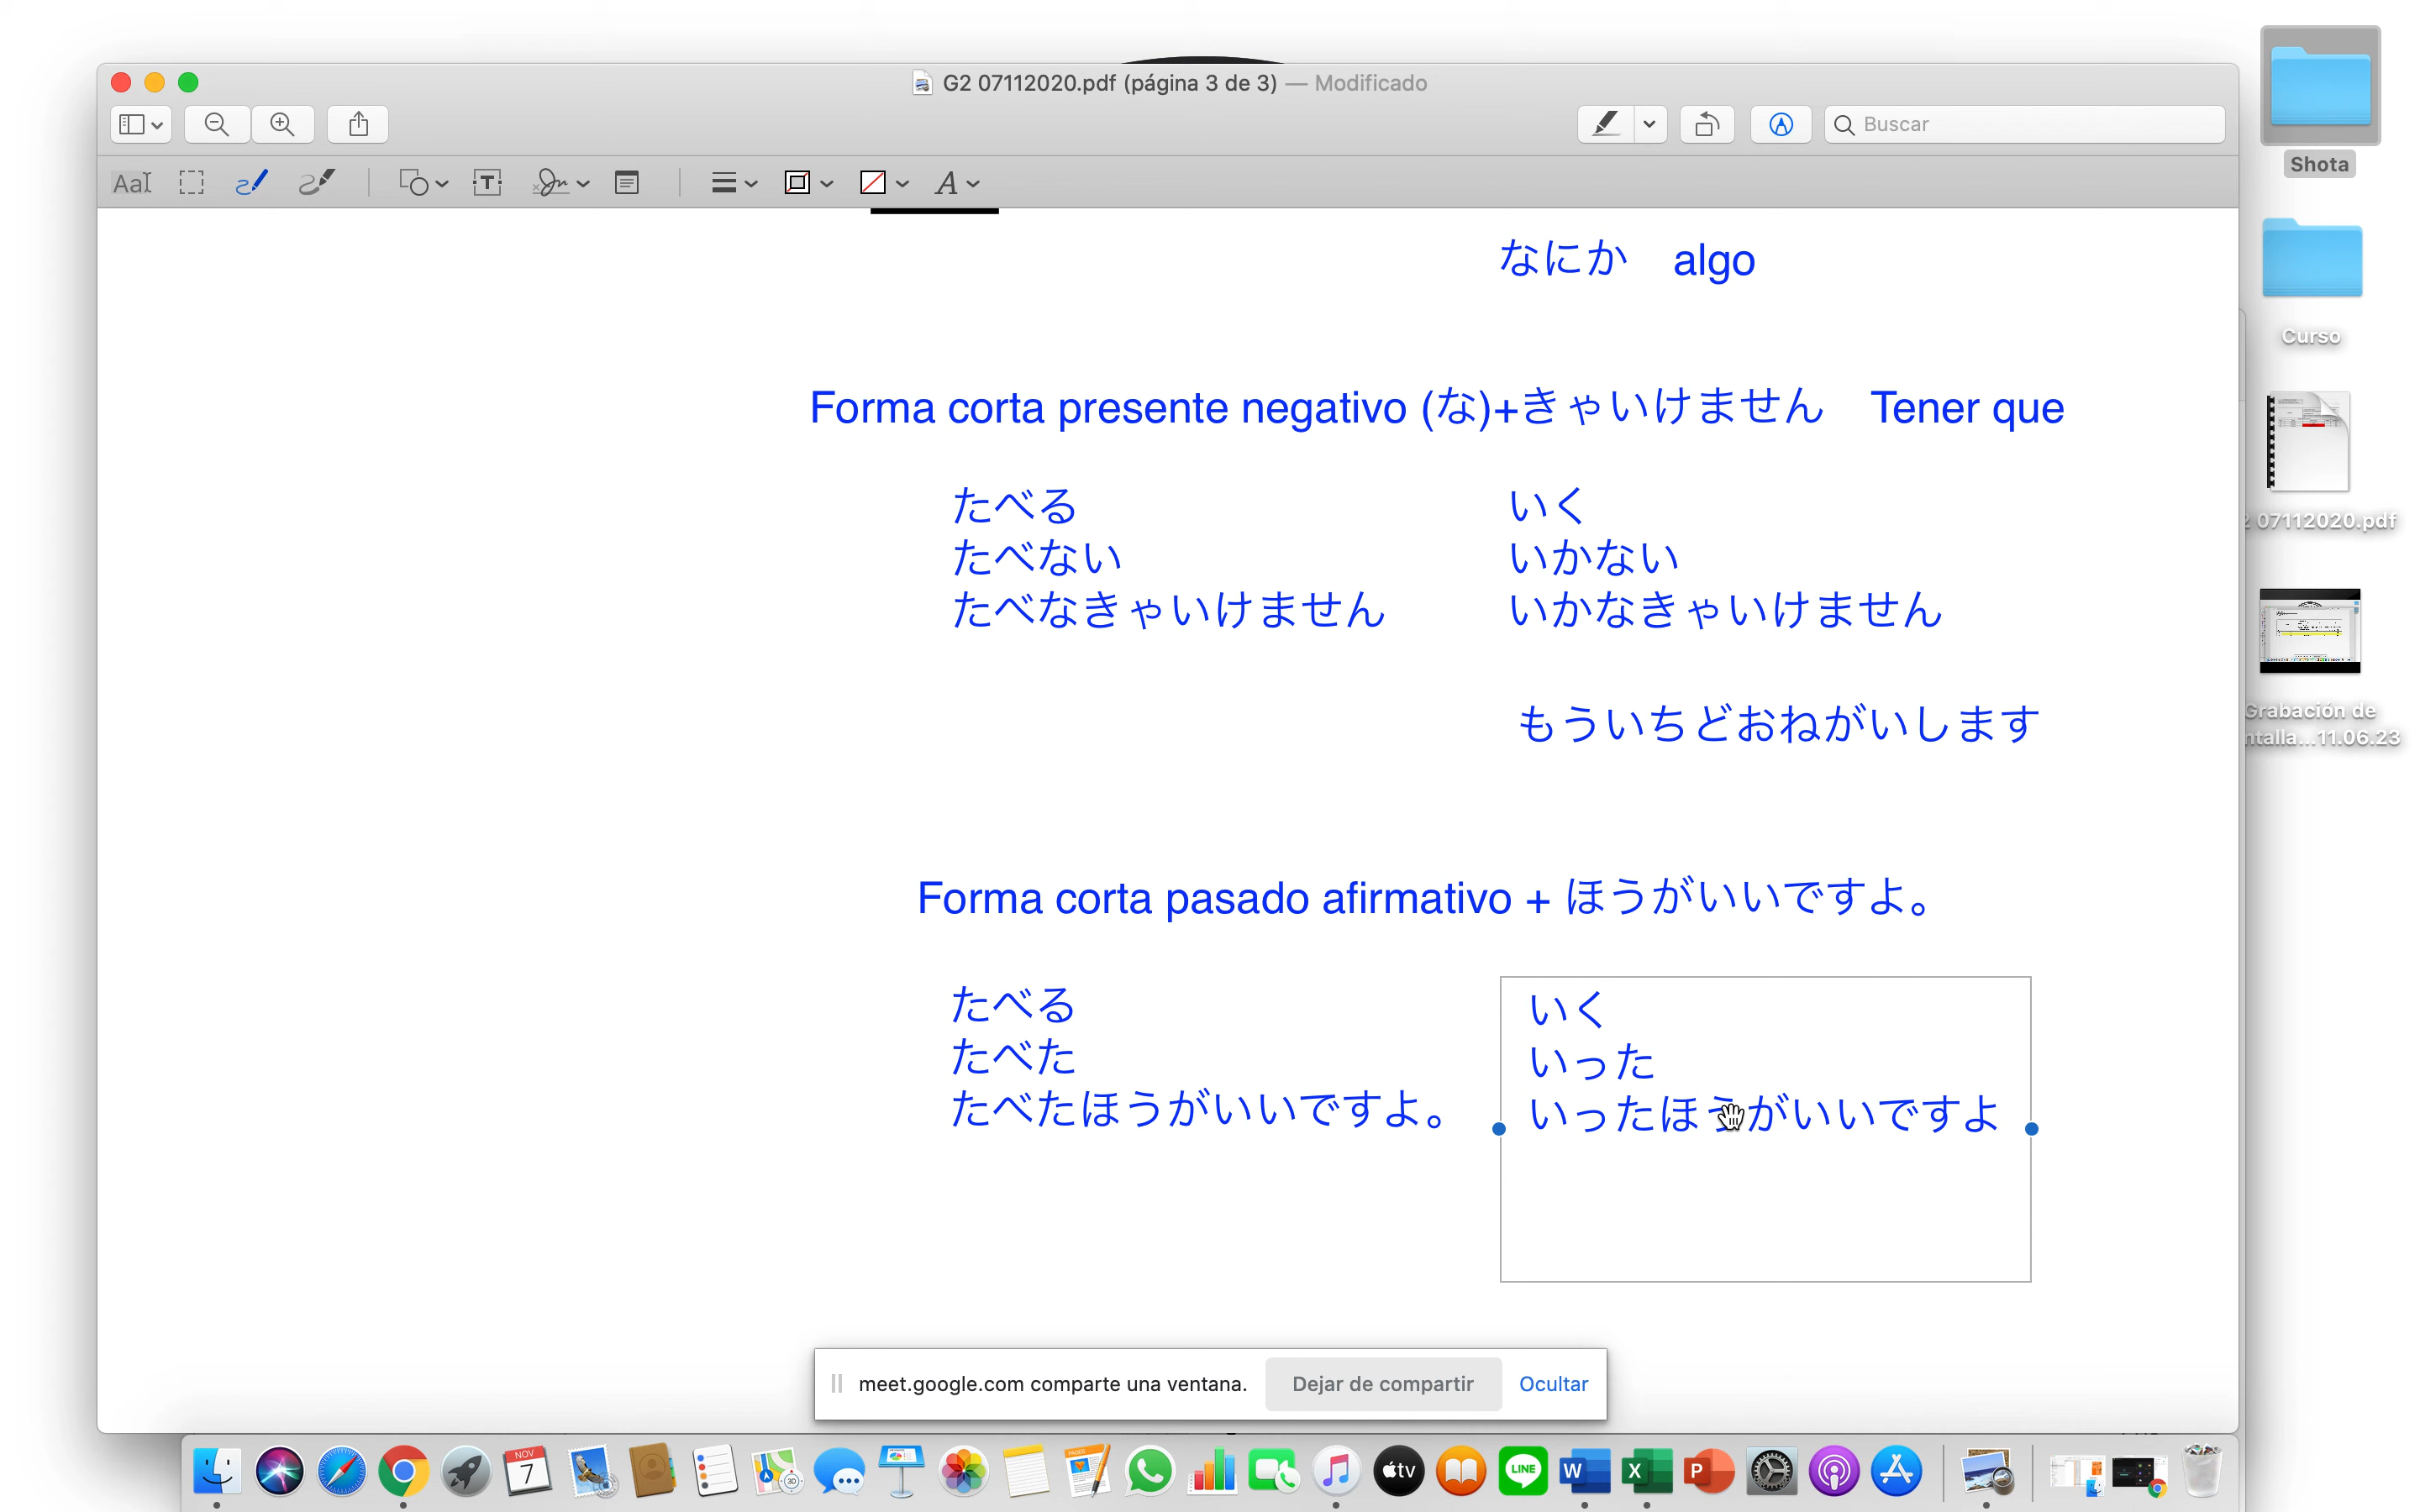 G2 07112020.pdf (página 3 de 3) — Modificado
Buscar
なにか　algo
Forma corta presente negativo (な)+きゃいけません　Tener que
たべる
たべない
たべなきゃいけません
いく
いかない
いかなきゃいけません
もういちどおねがいします
Forma corta pasado afirmativo + ほうがいいですよ。
たべる
たべた
たべたほうがいいですよ。
いく
いった
いったほうがいいですよ
meet.google.com comparte una ventana.
Dejar de compartir
Ocultar
Shota
Curso
2 07112020.pdf
Grabación de
ntalla...11.06.23
NOV
7
PAGES
3D
tv
LINE
W
X
P